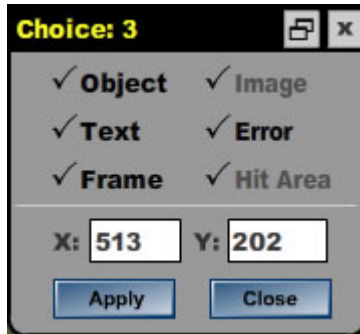 Choice: 3
Object Image
Text Error
Frame Hit Area
X: 513 Y: 202
Apply Close